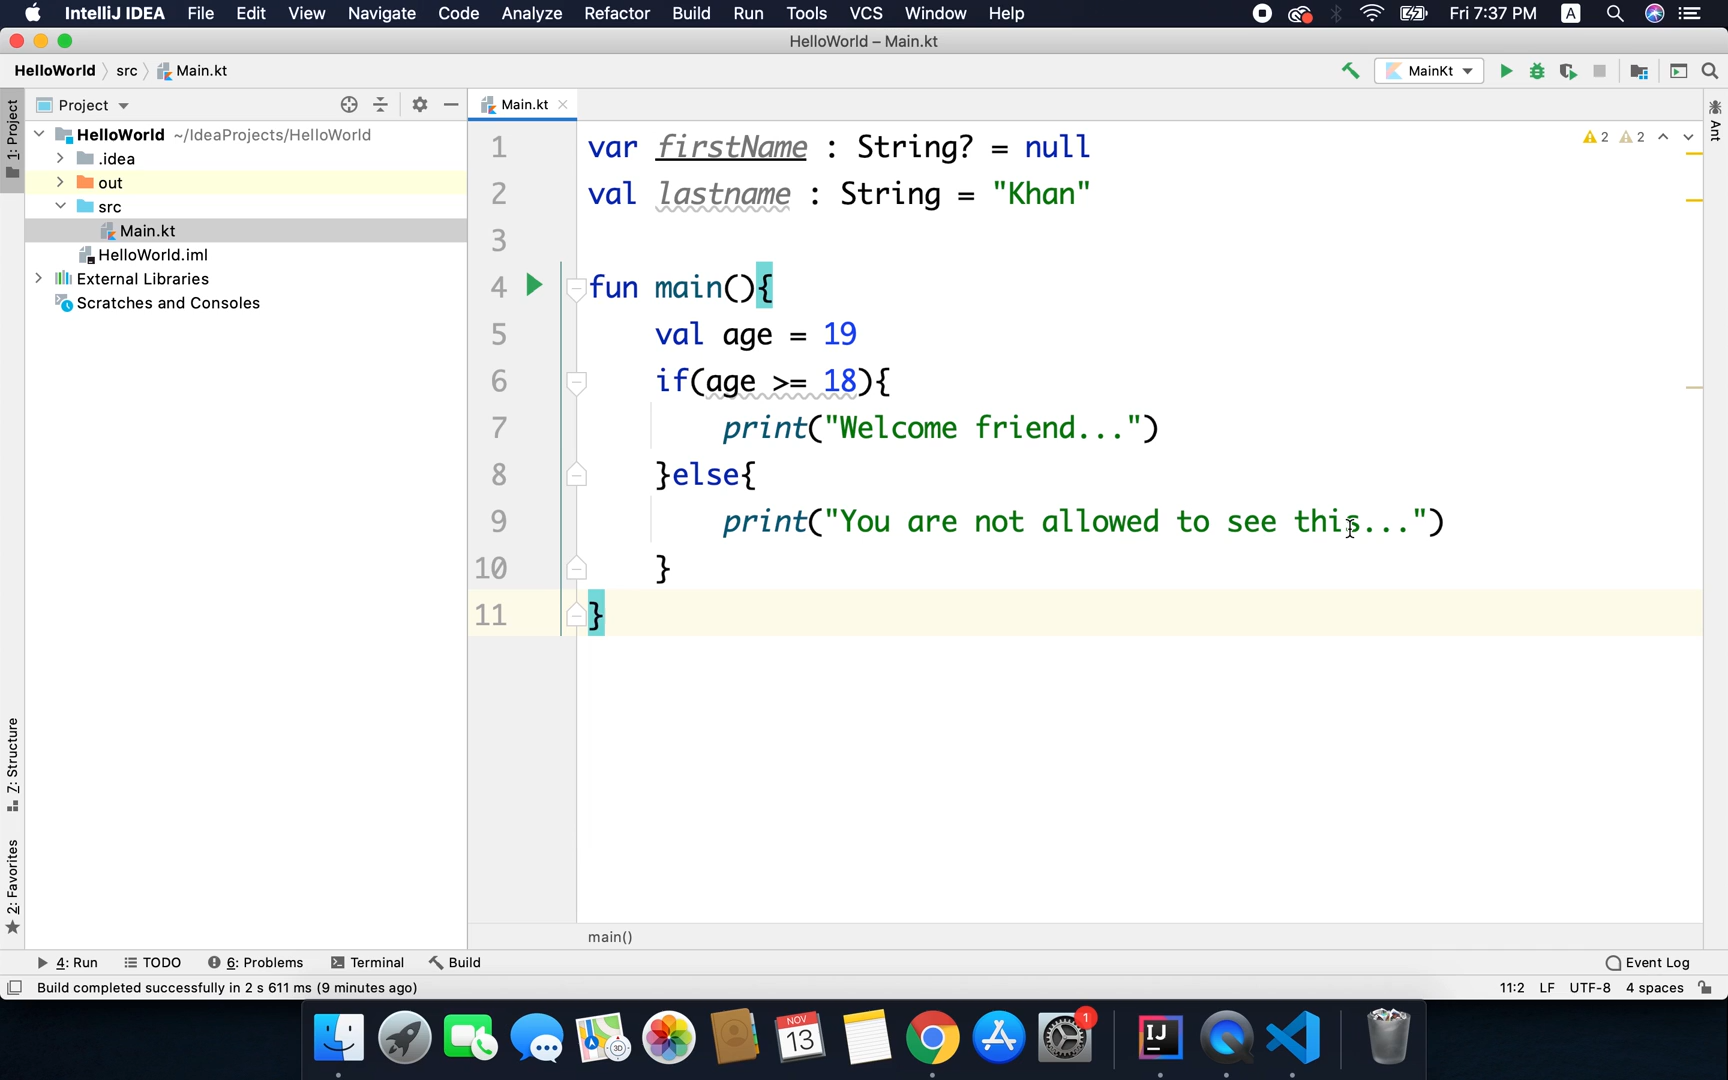 IntelliJ IDEA File Edit View Navigate Code Analyze Refactor Build Run Tools VCS Window Help Fri 7:37 PM A
HelloWorld – Main.kt
HelloWorld src Main.kt MainKt
1: Project
Project
Main.kt
Ant
HelloWorld ~/IdeaProjects/HelloWorld
.idea
out
src
Main.kt
HelloWorld.iml
External Libraries
Scratches and Consoles
2 2
1 var firstName : String? = null
2 val lastname : String = "Khan"
3
4 fun main(){
5 val age = 19
6 if(age >= 18){
7 print("Welcome friend...")
8 }else{
9 print("You are not allowed to see this...")
10 }
11 }
Z: Structure
2: Favorites
main()
4: Run TODO 6: Problems Terminal Build Event Log
Build completed successfully in 2 s 611 ms (9 minutes ago) 11:2 LF UTF-8 4 spaces
NOV
13
3D
1
IJ